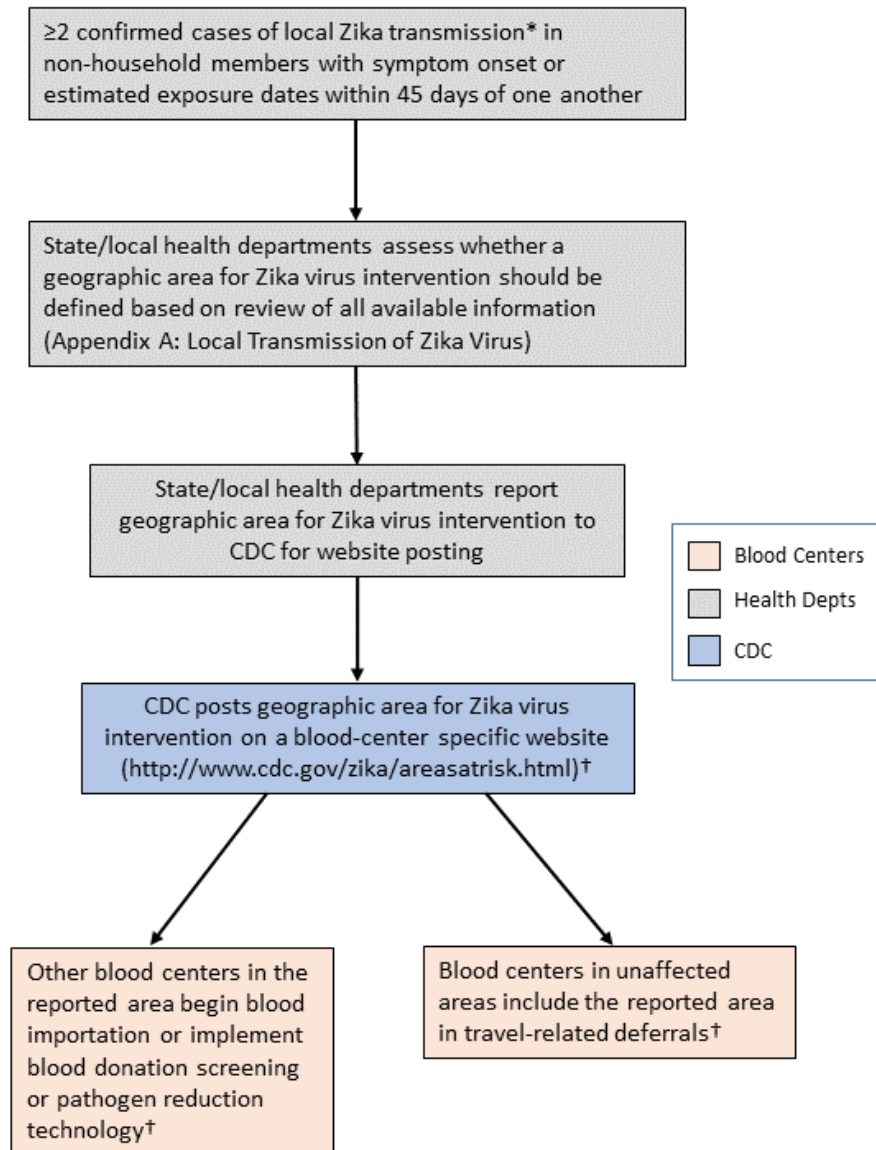 ≥2 confirmed cases of local Zika transmission* in
non-household members with symptom onset or
estimated exposure dates within 45 days of one another
State/local health departments assess whether a
geographic area for Zika virus intervention should be
defined based on review of all available information
(Appendix A: Local Transmission of Zika Virus)
State/local health departments report
geographic area for Zika virus intervention to
CDC for website posting
Blood Centers
Health Depts
CDC
CDC posts geographic area for Zika virus
intervention on a blood-center specific website
(http://www.cdc.gov/zika/areasatrisk.html)†
Other blood centers in the
reported area begin blood
importation or implement
blood donation screening
or pathogen reduction
technology†
Blood centers in unaffected
areas include the reported area
in travel-related deferrals†